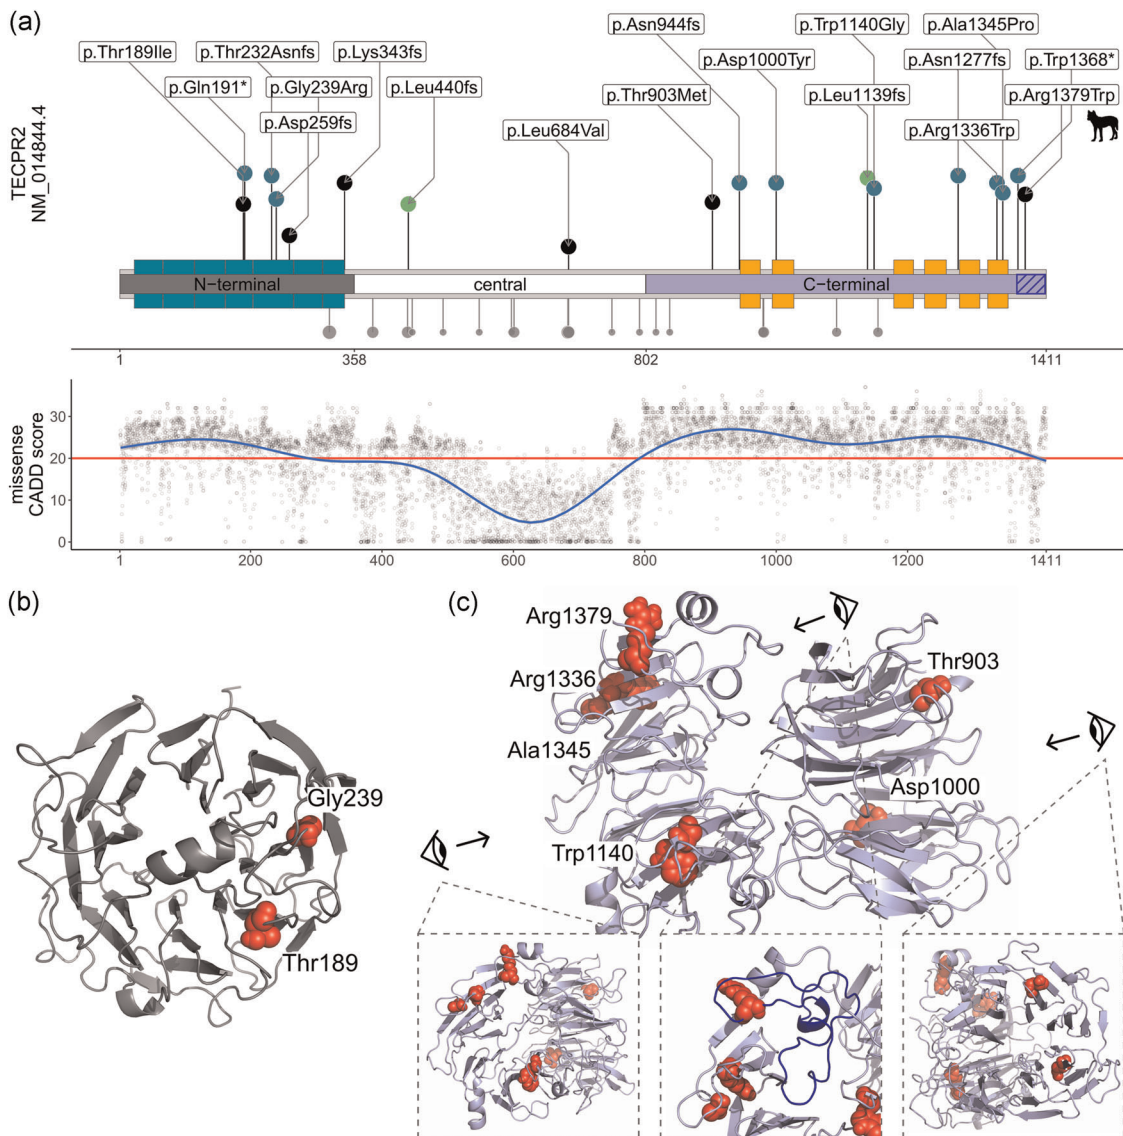 (a)
p.Asn944fs
p.Trp1140Gly
p.Ala1345Pro
p.Thr189Ile
p.Thr232Asnfs
p.Lys343fs
p.Asp1000Tyr
p.Asn1277fs
p.Trp1368*
p.Gln191*
p.Gly239Arg
p.Leu440fs
p.Thr903Met
p.Leu1139fs
p.Arg1379Trp
p.Asp259fs
p.Leu684Val
p.Arg1336Trp
TECPR2
NM_014844.4
N−terminal
central
C−terminal
1
358
802
1411
missense
CADD score
30
20
10
0
1
200
400
600
800
1000
1200
1411
(b)
Gly239
Thr189
(c)
Arg1379
Arg1336
Thr903
Ala1345
Asp1000
Trp1140